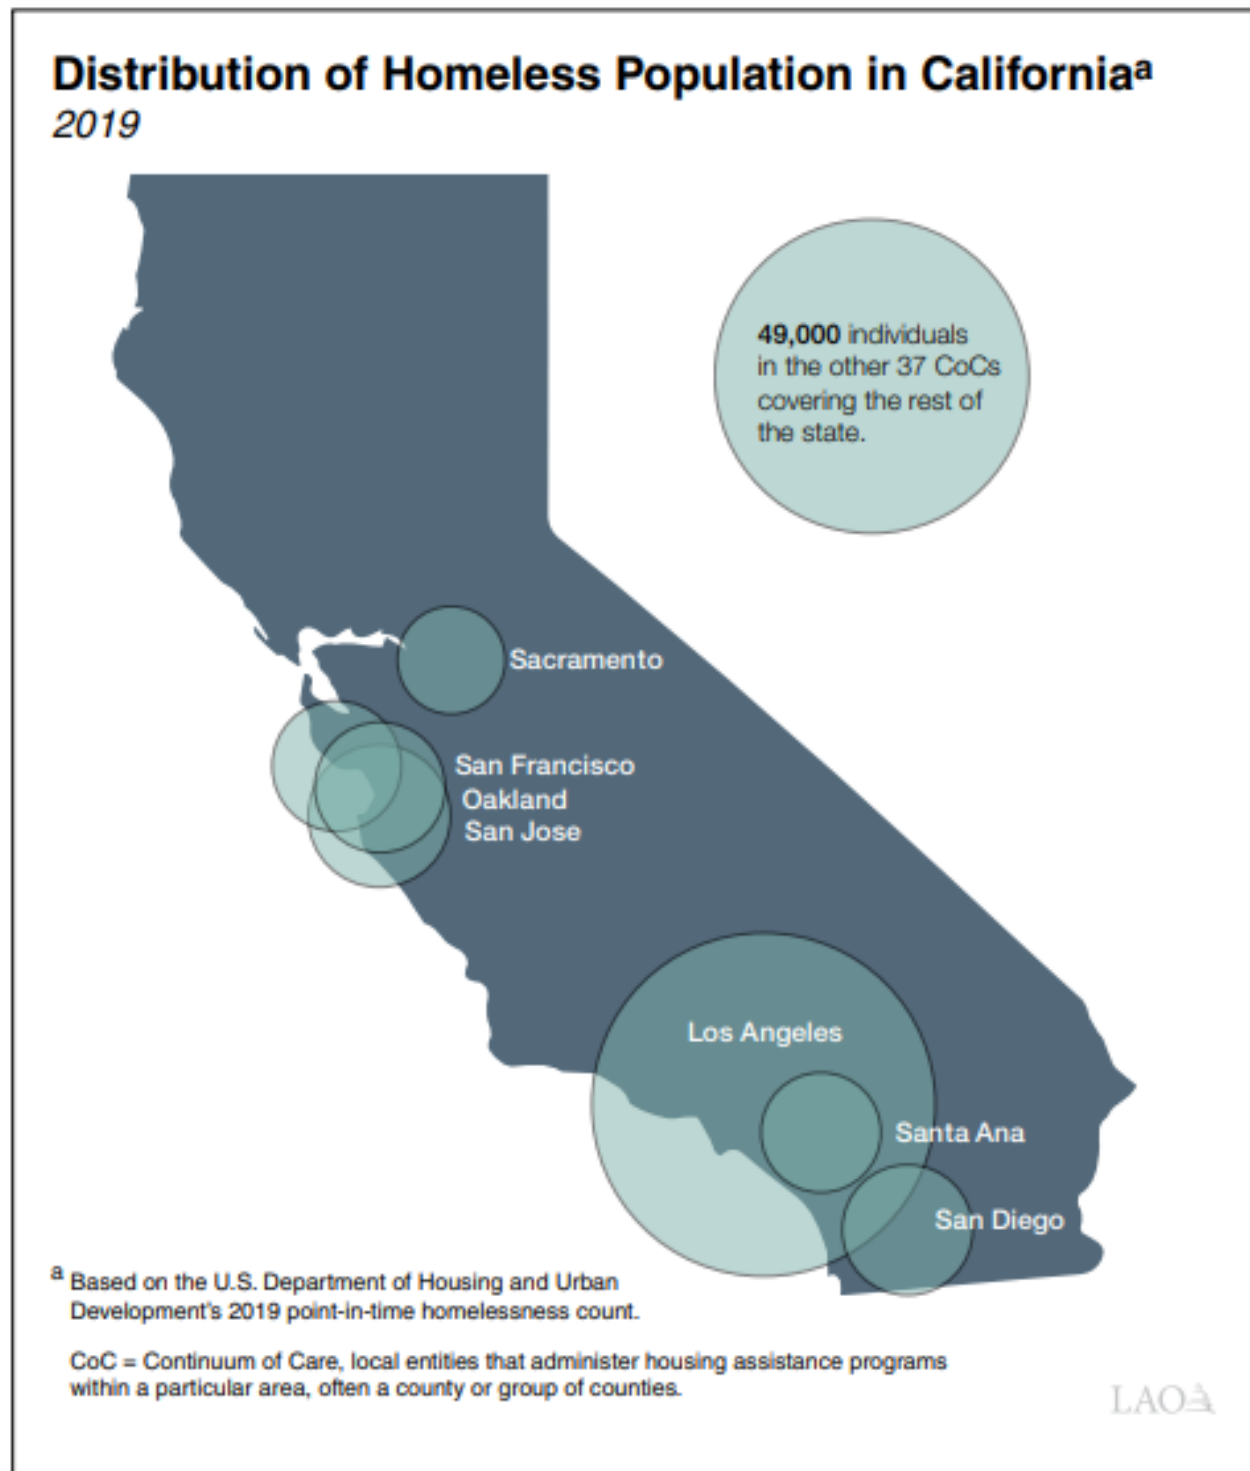 Distribution of Homeless Population in Californiaa
2019
49,000 individuals
in the other 37 CoCs
covering the rest of
the state.
Sacramento
San Francisco
Oakland
San Jose
Los Angeles
Santa Ana
San Diego
a Based on the U.S. Department of Housing and Urban
Development's 2019 point-in-time homelessness count.
CoC = Continuum of Care, local entities that administer housing assistance programs
within a particular area, often a county or group of counties.
LAO